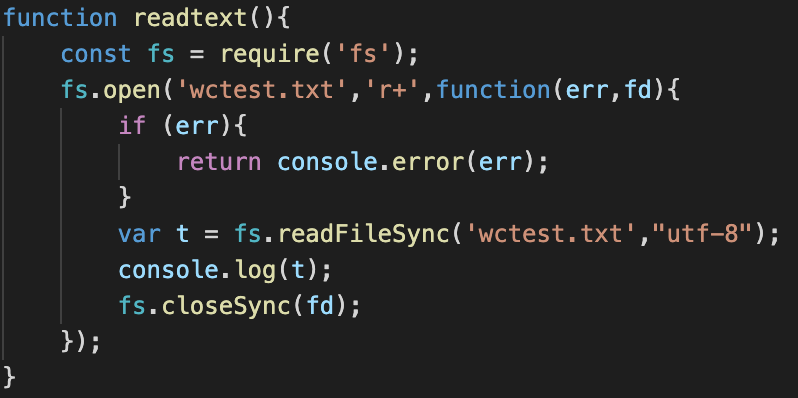 function readtext(){
    const fs = require('fs');
    fs.open('wctest.txt','r+',function(err,fd){
        if (err){
            return console.error(err);
        }
        var t = fs.readFileSync('wctest.txt',"utf-8");
        console.log(t);
        fs.closeSync(fd);
    });
}